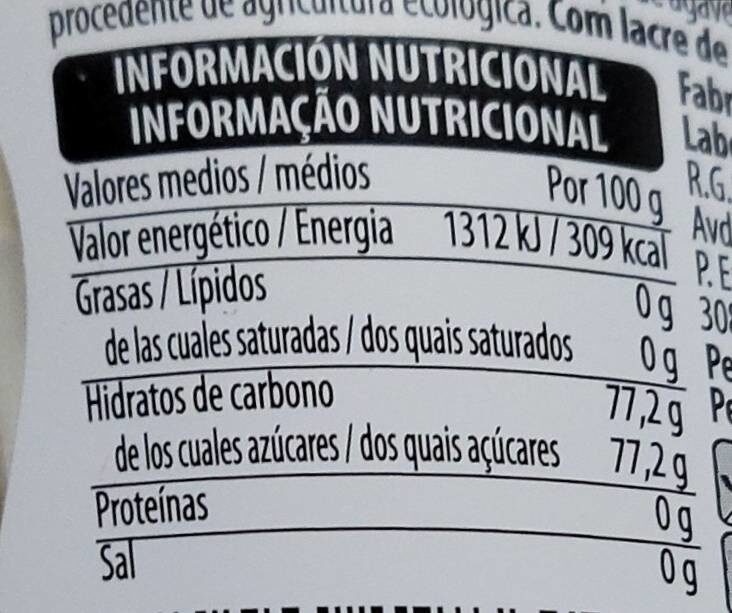 procedente de agricultura ecológica. Com lacre de
INFORMACIÓN NUTRICIONAL
INFORMAÇÃO NUTRICIONAL
Valores medios / médios Por 100 g
Valor energético / Energia 1312 kJ / 309 kcal
Grasas / Lípidos 0 g
de las cuales saturadas / dos quais saturados 0 g
Hidratos de carbono 77,2 g
de los cuales azúcares / dos quais açúcares 77,2 g
Proteínas 0 g
Sal 0 g
R.G.
Avd